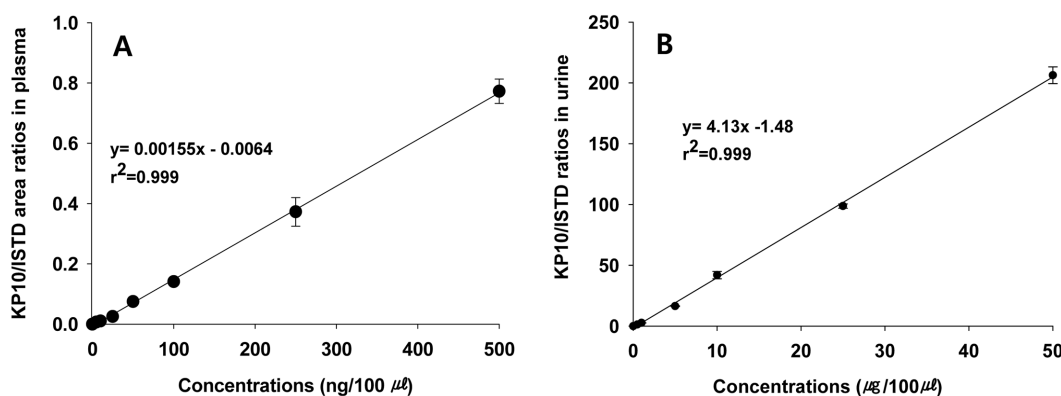 A
KP10/ISTD area ratios in plasma
1.0
0.8
0.6
0.4
0.2
0.0
y= 0.00155x - 0.0064
r²=0.999
0 100 200 300 400 500
Concentrations (ng/100 ㎕)
B
KP10/ISTD ratios in urine
250
200
150
100
50
0
y= 4.13x -1.48
r²=0.999
0 10 20 30 40 50
Concentrations (㎍/100㎕)